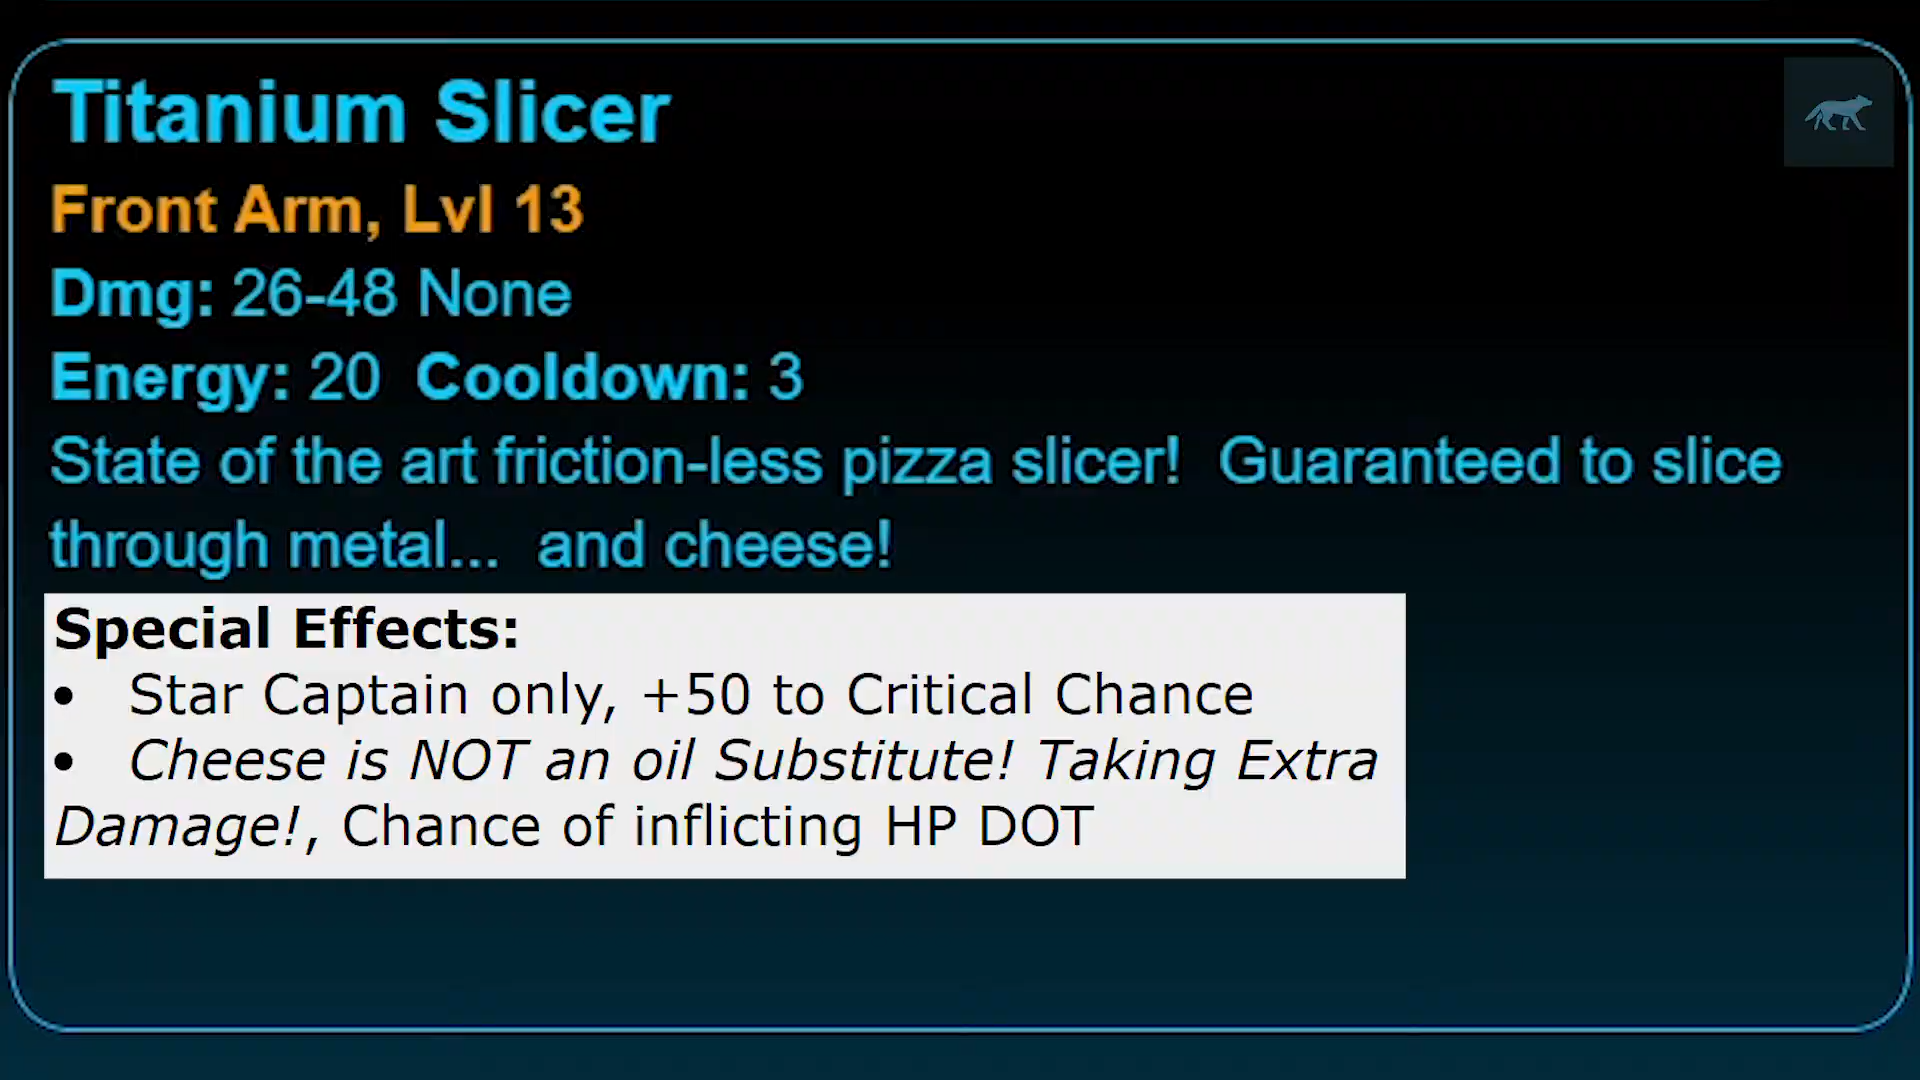 Titanium Slicer
Front Arm, Lvl 13
Dmg: 26-48 None
Energy: 20 Cooldown: 3
State of the art friction-less pizza slicer! Guaranteed to slice
through metal... and cheese!
Special Effects:
• Star Captain only, +50 to Critical Chance
• Cheese is NOT an oil Substitute! Taking Extra
Damage!, Chance of inflicting HP DOT